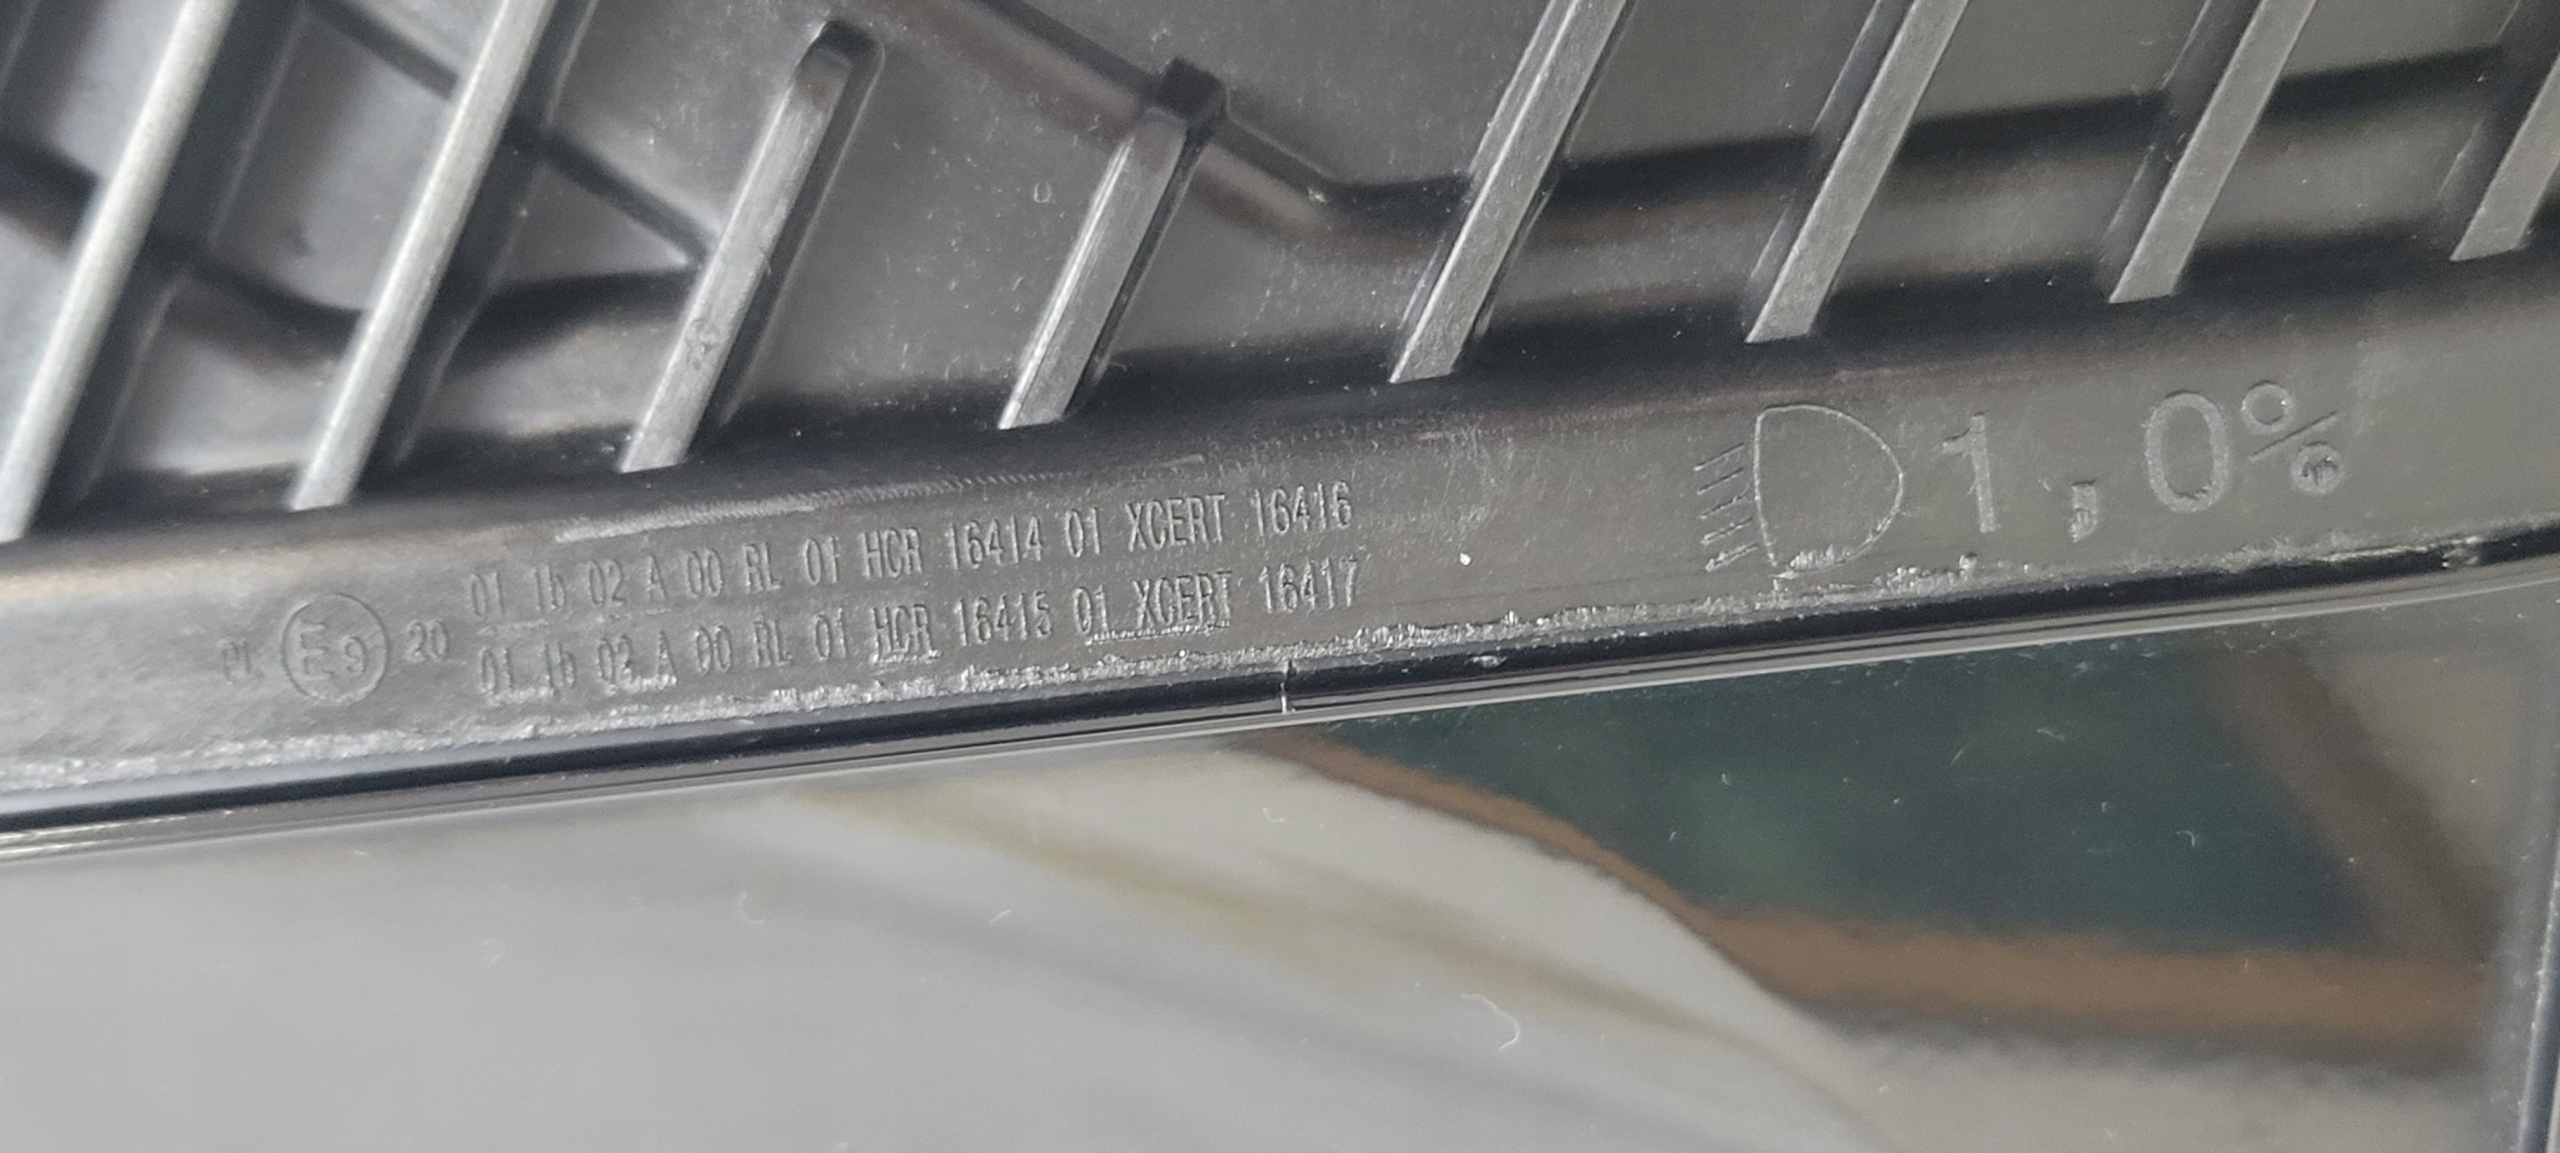 01 1b 02 A 00 RL 01 HCR 16414 01 XCERT 16416
PL E9 20
01 1b 02 A 00 RL 01 HCR 16415 01 XCERT 16417
1,0%